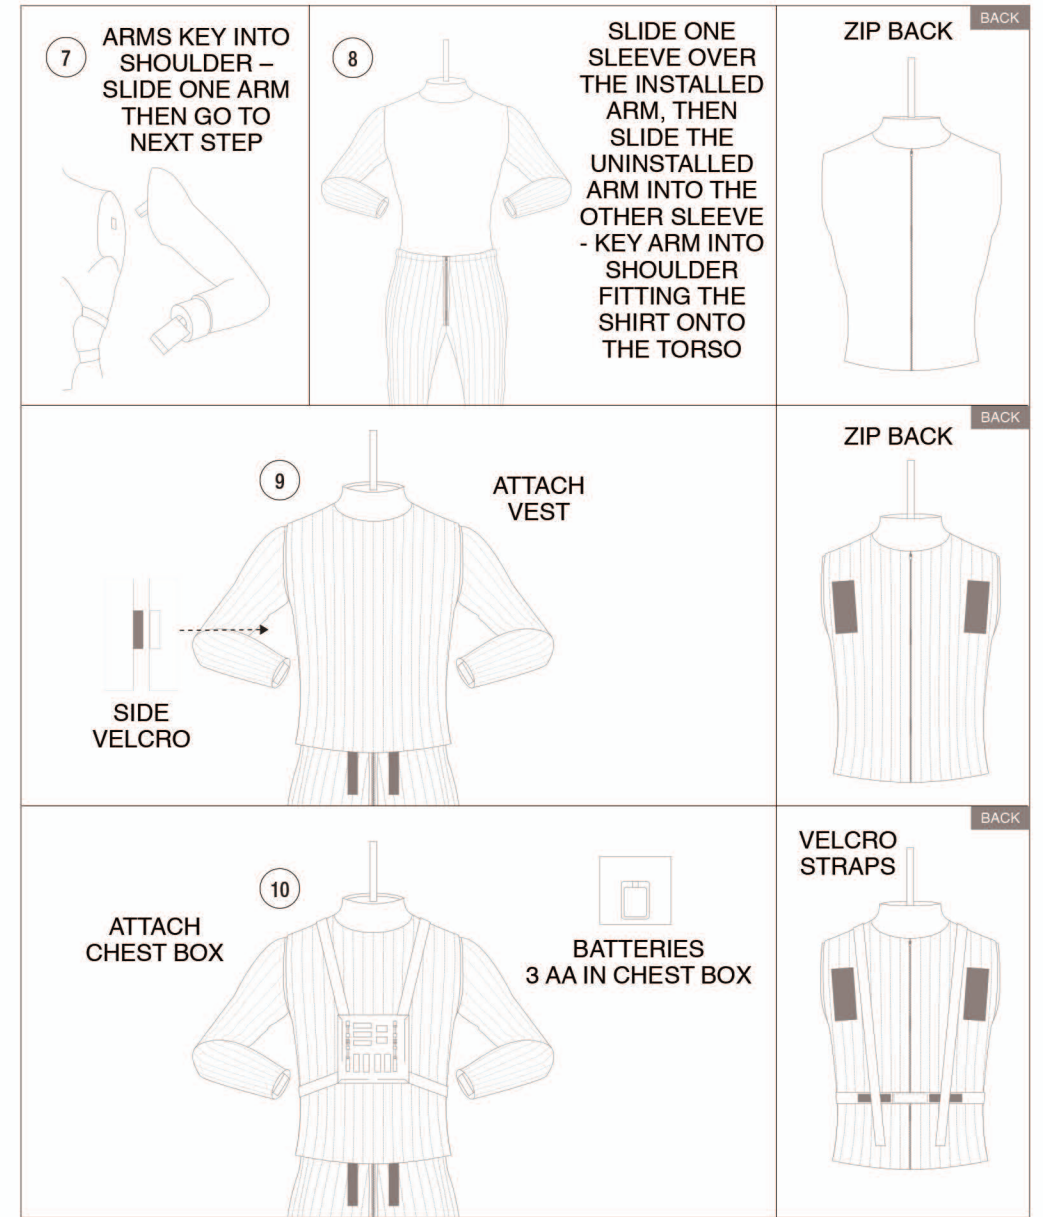 7
ARMS KEY INTO
SHOULDER –
SLIDE ONE ARM
THEN GO TO
NEXT STEP
8
SLIDE ONE
SLEEVE OVER
THE INSTALLED
ARM, THEN
SLIDE THE
UNINSTALLED
ARM INTO THE
OTHER SLEEVE
- KEY ARM INTO
SHOULDER
FITTING THE
SHIRT ONTO
THE TORSO
BACK
ZIP BACK
9
ATTACH
VEST
SIDE
VELCRO
BACK
ZIP BACK
10
ATTACH
CHEST BOX
BATTERIES
3 AA IN CHEST BOX
BACK
VELCRO
STRAPS